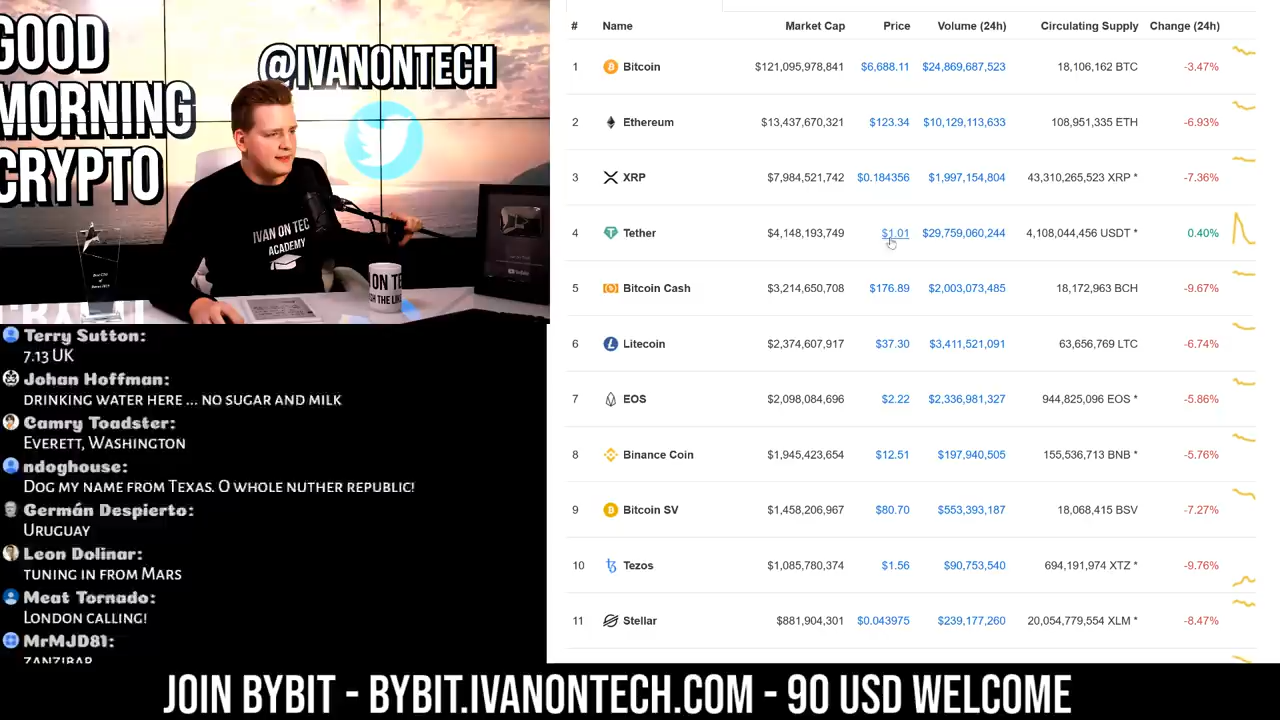 GOOD
MORNING
CRYPTO
@IVANONTECH
IVAN ON TEC
ACADEMY
Terry Sutton:
7.13 UK
Johan Hoffman:
DRINKING WATER HERE ... NO SUGAR AND MILK
Camry Toadster:
EVERETT, WASHINGTON
ndoghouse:
DOG MY NAME FROM TEXAS. O WHOLE NUTHER REPUBLIC!
Germán Despierto:
URUGUAY
Leon Dolinar:
TUNING IN FROM MARS
Meat Tornado:
LONDON CALLING!
MrMJD81:
ZANZIBAR
# Name Market Cap Price Volume (24h) Circulating Supply Change (24h)
1 Bitcoin $121,095,978,841 $6,688.11 $24,869,687,523 18,106,162 BTC -3.47%
2 Ethereum $13,437,670,321 $123.34 $10,129,113,633 108,951,335 ETH -6.93%
3 XRP $7,984,521,742 $0.184356 $1,997,154,804 43,310,265,523 XRP * -7.36%
4 Tether $4,148,193,749 $1.01 $29,759,060,244 4,108,044,456 USDT * 0.40%
5 Bitcoin Cash $3,214,650,708 $176.89 $2,003,073,485 18,172,963 BCH -9.67%
6 Litecoin $2,374,607,917 $37.30 $3,411,521,091 63,656,769 LTC -6.74%
7 EOS $2,098,084,696 $2.22 $2,336,981,327 944,825,096 EOS * -5.86%
8 Binance Coin $1,945,423,654 $12.51 $197,940,505 155,536,713 BNB * -5.76%
9 Bitcoin SV $1,458,206,967 $80.70 $553,393,187 18,068,415 BSV -7.27%
10 Tezos $1,085,780,374 $1.56 $90,753,540 694,191,974 XTZ * -9.76%
11 Stellar $881,904,301 $0.043975 $239,177,260 20,054,779,554 XLM * -8.47%
JOIN BYBIT - BYBIT.IVANONTECH.COM - 90 USD WELCOME